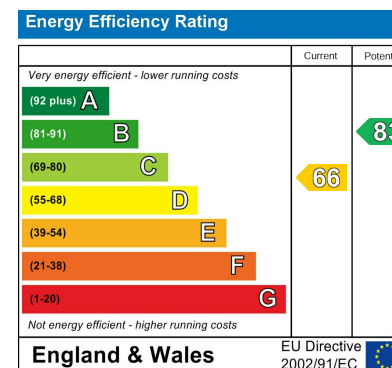 Energy Efficiency Rating
Current Potent
Very energy efficient - lower running costs
(92 plus) A
(81-91) B
83
(69-80) C
66
(55-68) D
(39-54) E
(21-38) F
(1-20) G
Not energy efficient - higher running costs
England & Wales
EU Directive
2002/91/EC